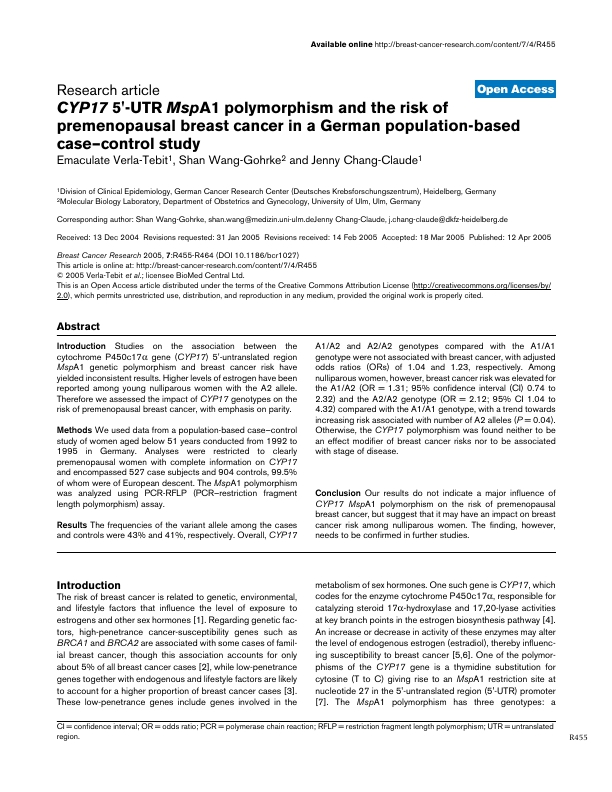 Available online http://breast-cancer-research.com/content/7/4/R455
Research article
Open Access
CYP17 5'-UTR MspA1 polymorphism and the risk of
premenopausal breast cancer in a German population-based
case–control study
Emaculate Verla-Tebit1, Shan Wang-Gohrke2 and Jenny Chang-Claude1
1Division of Clinical Epidemiology, German Cancer Research Center (Deutsches Krebsforschungszentrum), Heidelberg, Germany
2Molecular Biology Laboratory, Department of Obstetrics and Gynecology, University of Ulm, Ulm, Germany
Corresponding author: Shan Wang-Gohrke, shan.wang@medizin.uni-ulm.deJenny Chang-Claude, j.chang-claude@dkfz-heidelberg.de
Received: 13 Dec 2004 Revisions requested: 31 Jan 2005 Revisions received: 14 Feb 2005 Accepted: 18 Mar 2005 Published: 12 Apr 2005
Breast Cancer Research 2005, 7:R455-R464 (DOI 10.1186/bcr1027)
This article is online at: http://breast-cancer-research.com/content/7/4/R455
© 2005 Verla-Tebit et al.; licensee BioMed Central Ltd.
This is an Open Access article distributed under the terms of the Creative Commons Attribution License (http://creativecommons.org/licenses/by/
2.0), which permits unrestricted use, distribution, and reproduction in any medium, provided the original work is properly cited.
Abstract
Introduction Studies on the association between the
cytochrome P450c17α gene (CYP17) 5'-untranslated region
MspA1 genetic polymorphism and breast cancer risk have
yielded inconsistent results. Higher levels of estrogen have been
reported among young nulliparous women with the A2 allele.
Therefore we assessed the impact of CYP17 genotypes on the
risk of premenopausal breast cancer, with emphasis on parity.
Methods We used data from a population-based case–control
study of women aged below 51 years conducted from 1992 to
1995 in Germany. Analyses were restricted to clearly
premenopausal women with complete information on CYP17
and encompassed 527 case subjects and 904 controls, 99.5%
of whom were of European descent. The MspA1 polymorphism
was analyzed using PCR-RFLP (PCR–restriction fragment
length polymorphism) assay.
Results The frequencies of the variant allele among the cases
and controls were 43% and 41%, respectively. Overall, CYP17
A1/A2 and A2/A2 genotypes compared with the A1/A1
genotype were not associated with breast cancer, with adjusted
odds ratios (ORs) of 1.04 and 1.23, respectively. Among
nulliparous women, however, breast cancer risk was elevated for
the A1/A2 (OR = 1.31; 95% confidence interval (CI) 0.74 to
2.32) and the A2/A2 genotype (OR = 2.12; 95% CI 1.04 to
4.32) compared with the A1/A1 genotype, with a trend towards
increasing risk associated with number of A2 alleles (P = 0.04).
Otherwise, the CYP17 polymorphism was found neither to be
an effect modifier of breast cancer risks nor to be associated
with stage of disease.
Conclusion Our results do not indicate a major influence of
CYP17 MspA1 polymorphism on the risk of premenopausal
breast cancer, but suggest that it may have an impact on breast
cancer risk among nulliparous women. The finding, however,
needs to be confirmed in further studies.
Introduction
The risk of breast cancer is related to genetic, environmental,
and lifestyle factors that influence the level of exposure to
estrogens and other sex hormones [1]. Regarding genetic fac-
tors, high-penetrance cancer-susceptibility genes such as
BRCA1 and BRCA2 are associated with some cases of famil-
ial breast cancer, though this association accounts for only
about 5% of all breast cancer cases [2], while low-penetrance
genes together with endogenous and lifestyle factors are likely
to account for a higher proportion of breast cancer cases [3].
These low-penetrance genes include genes involved in the
metabolism of sex hormones. One such gene is CYP17, which
codes for the enzyme cytochrome P450c17α, responsible for
catalyzing steroid 17α-hydroxylase and 17,20-lyase activities
at key branch points in the estrogen biosynthesis pathway [4].
An increase or decrease in activity of these enzymes may alter
the level of endogenous estrogen (estradiol), thereby influenc-
ing susceptibility to breast cancer [5,6]. One of the polymor-
phisms of the CYP17 gene is a thymidine substitution for
cytosine (T to C) giving rise to an MspA1 restriction site at
nucleotide 27 in the 5'-untranslated region (5'-UTR) promoter
[7]. The MspA1 polymorphism has three genotypes: a
CI = confidence interval; OR = odds ratio; PCR = polymerase chain reaction; RFLP = restriction fragment length polymorphism; UTR = untranslated
region.
R455